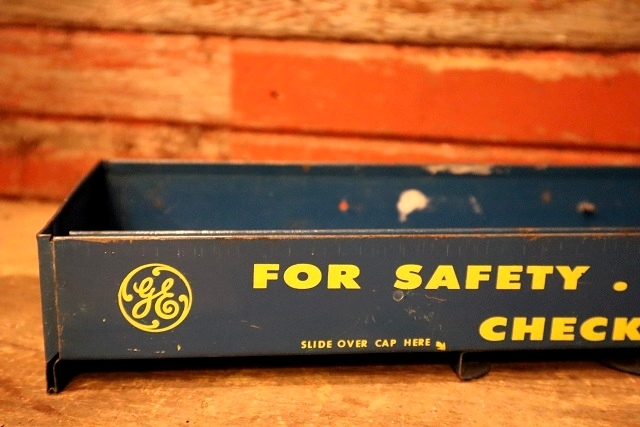 GE
FOR SAFETY .
CHECK
SLIDE OVER CAP HERE